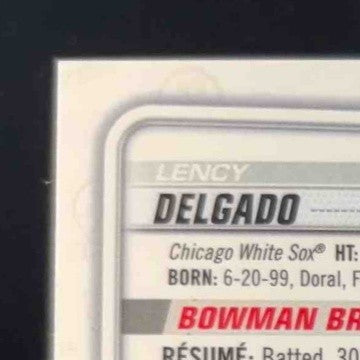 LENCY
DELGADO
Chicago White Sox® HT:
BORN: 6-20-99, Doral, F
BOWMAN BR
RÉSUMÉ: Batted .30